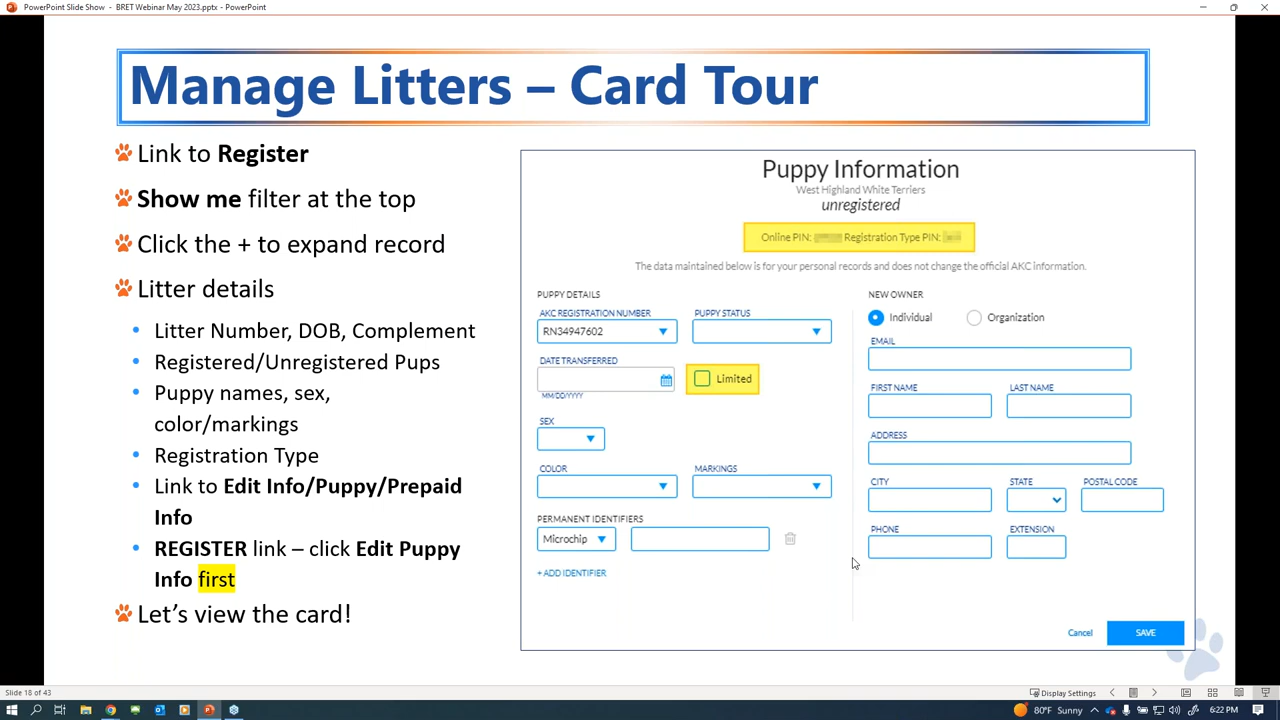 PowerPoint Slide Show - BRET Webinar May 2023.pptx - PowerPoint
Manage Litters – Card Tour
Link to Register
Show me filter at the top
Click the + to expand record
Litter details
Litter Number, DOB, Complement
Registered/Unregistered Pups
Puppy names, sex,
color/markings
Registration Type
Link to Edit Info/Puppy/Prepaid
Info
REGISTER link – click Edit Puppy
Info first
Let's view the card!
Puppy Information
West Highland White Terriers
unregistered
Online PIN: Registration Type PIN:
The data maintained below is for your personal records and does not change the official AKC information.
PUPPY DETAILS
AKC REGISTRATION NUMBER PUPPY STATUS
RN34947602
DATE TRANSFERRED
Limited
MM/DD/YYYY
SEX
COLOR MARKINGS
PERMANENT IDENTIFIERS
Microchip
+ ADD IDENTIFIER
NEW OWNER
Individual Organization
EMAIL
FIRST NAME LAST NAME
ADDRESS
CITY STATE POSTAL CODE
PHONE EXTENSION
Cancel SAVE
Slide 18 of 43
Display Settings
80°F Sunny
6:22 PM